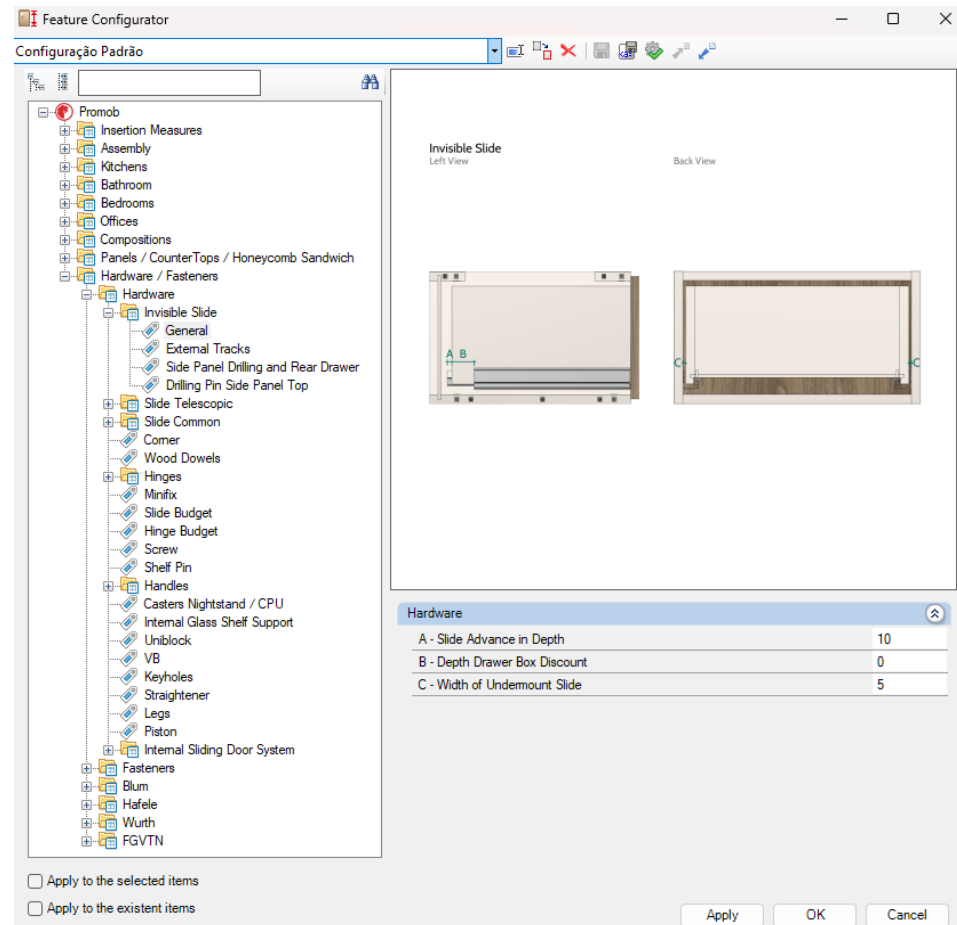 Feature Configurator
Configuração Padrão
Promob
Insertion Measures
Assembly
Kitchens
Bathroom
Bedrooms
Offices
Compositions
Panels / CounterTops / Honeycomb Sandwich
Hardware / Fasteners
Hardware
Invisible Slide
General
External Tracks
Side Panel Drilling and Rear Drawer
Drilling Pin Side Panel Top
Slide Telescopic
Slide Common
Corner
Wood Dowels
Hinges
Minifix
Slide Budget
Hinge Budget
Screw
Shelf Pin
Handles
Casters Nightstand / CPU
Internal Glass Shelf Support
Uniblock
VB
Keyholes
Straightener
Legs
Piston
Internal Sliding Door System
Fasteners
Blum
Hafele
Wurth
FGVTN
Apply to the selected items
Apply to the existent items
Invisible Slide
Left View
Back View
A B
C
C
Hardware
A - Slide Advance in Depth 10
B - Depth Drawer Box Discount 0
C - Width of Undermount Slide 5
Apply OK Cancel